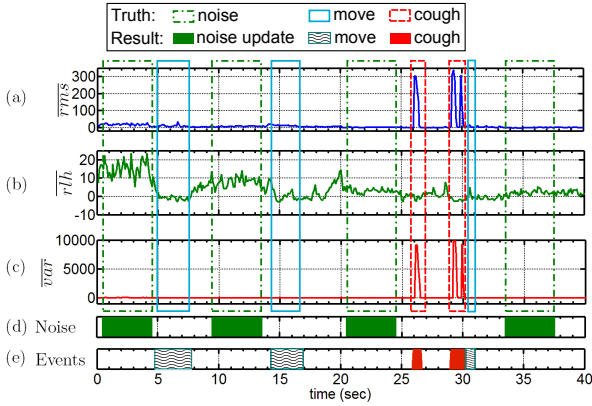 Truth: noise move cough
Result: noise update move cough
(a) rms 300 200 100 0
(b) rlh 20 10 0 -10
(c) var 10000 5000 0
(d) Noise
(e) Events
0 5 10 15 20 25 30 35 40
time (sec)